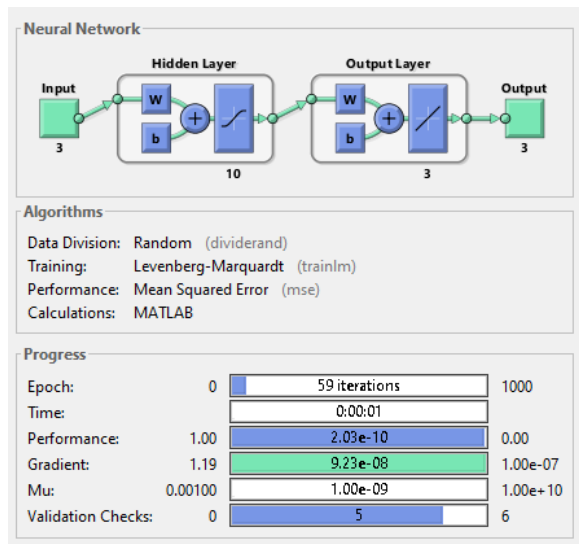 Neural Network
Hidden Layer Output Layer
Input Output
W W
+ +
b b
3 3
10 3
Algorithms
Data Division: Random (dividerand)
Training: Levenberg-Marquardt (trainlm)
Performance: Mean Squared Error (mse)
Calculations: MATLAB
Progress
Epoch: 0 59 iterations 1000
Time: 0:00:01
Performance: 1.00 2.03e-10 0.00
Gradient: 1.19 9.23e-08 1.00e-07
Mu: 0.00100 1.00e-09 1.00e+10
Validation Checks: 0 5 6